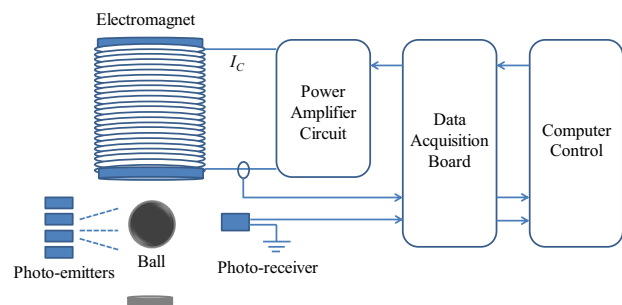 Electromagnet
I_C
Power
Amplifier
Circuit
Data
Acquisition
Board
Computer
Control
Photo-emitters
Ball
Photo-receiver